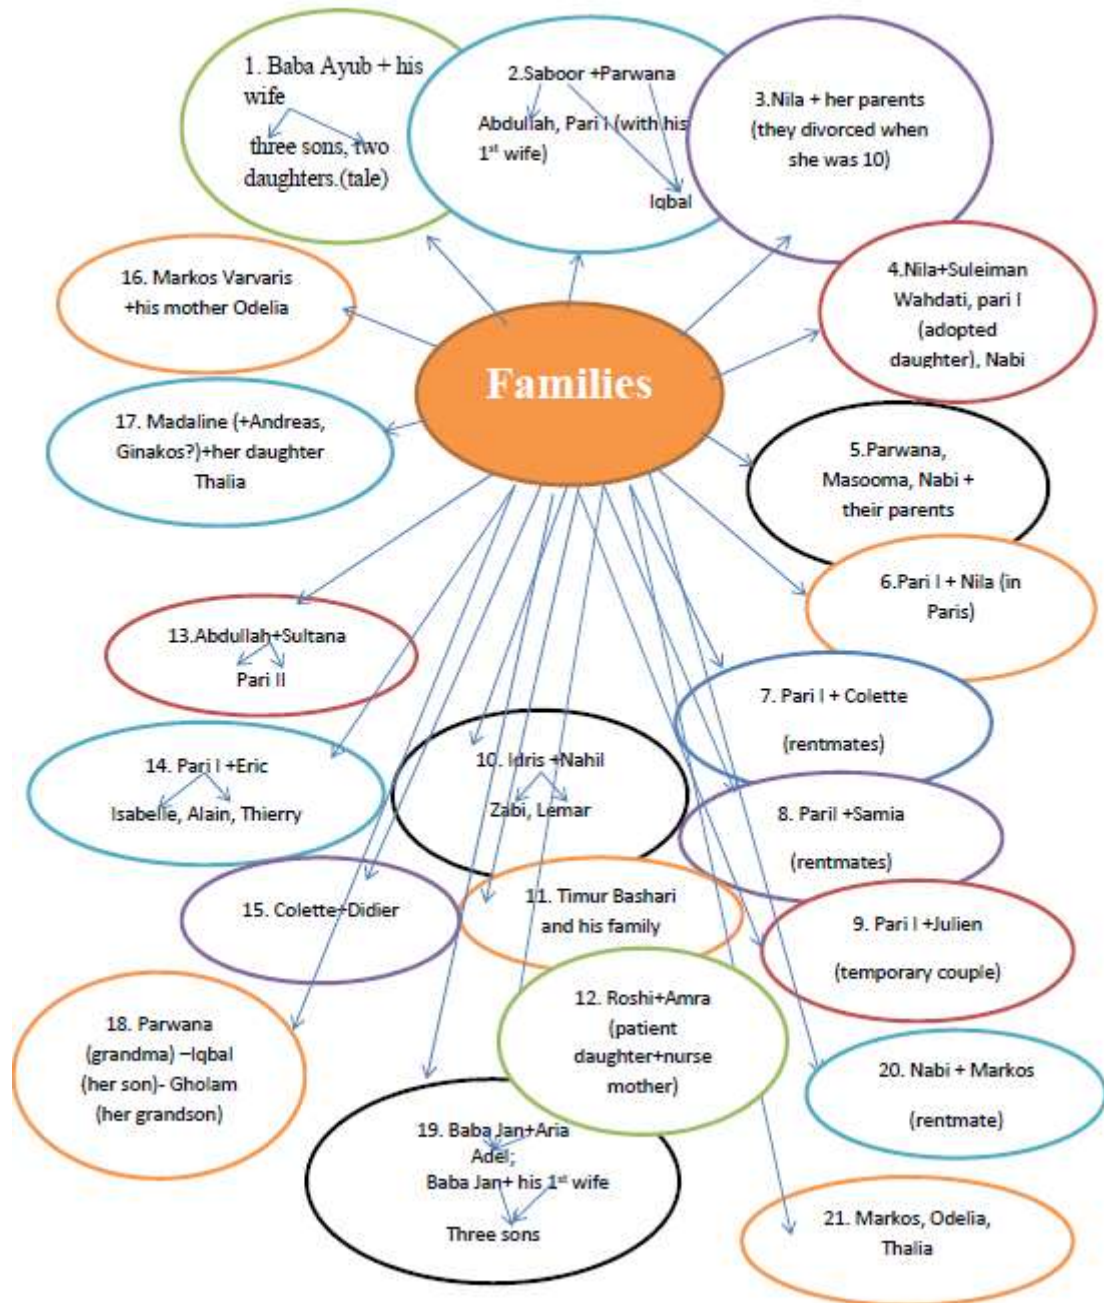 1. Baba Ayub + his
wife
three sons, two
daughters.(tale)
2.Saboor +Parwana
Abdullah, Pari I (with his
1st wife)
Iqbal
3.Nila + her parents
(they divorced when
she was 10)
16. Markos Varvaris
+his mother Odelia
Families
4.Nila+Suleiman
Wahdati, pari I
(adopted
daughter), Nabi
17. Madaline (+Andreas,
Ginakos?)+her daughter
Thalia
5.Parwana,
Masooma, Nabi +
their parents
6.Pari I + Nila (in
Paris)
13.Abdullah+Sultana
Pari II
7. Pari I + Colette
(rentmates)
14. Pari I +Eric
Isabelle, Alain, Thierry
10. Idris +Nahil
Zabi, Lemar
8. PariI +Samia
(rentmates)
15. Colette+Didier
11. Timur Bashari
and his family
9. Pari I +Julien
(temporary couple)
18. Parwana
(grandma) –Iqbal
(her son)- Gholam
(her grandson)
12. Roshi+Amra
(patient
daughter+nurse
mother)
20. Nabi + Markos
(rentmate)
19. Baba Jan+Aria
Adel;
Baba Jan+ his 1st wife
Three sons
21. Markos, Odelia,
Thalia